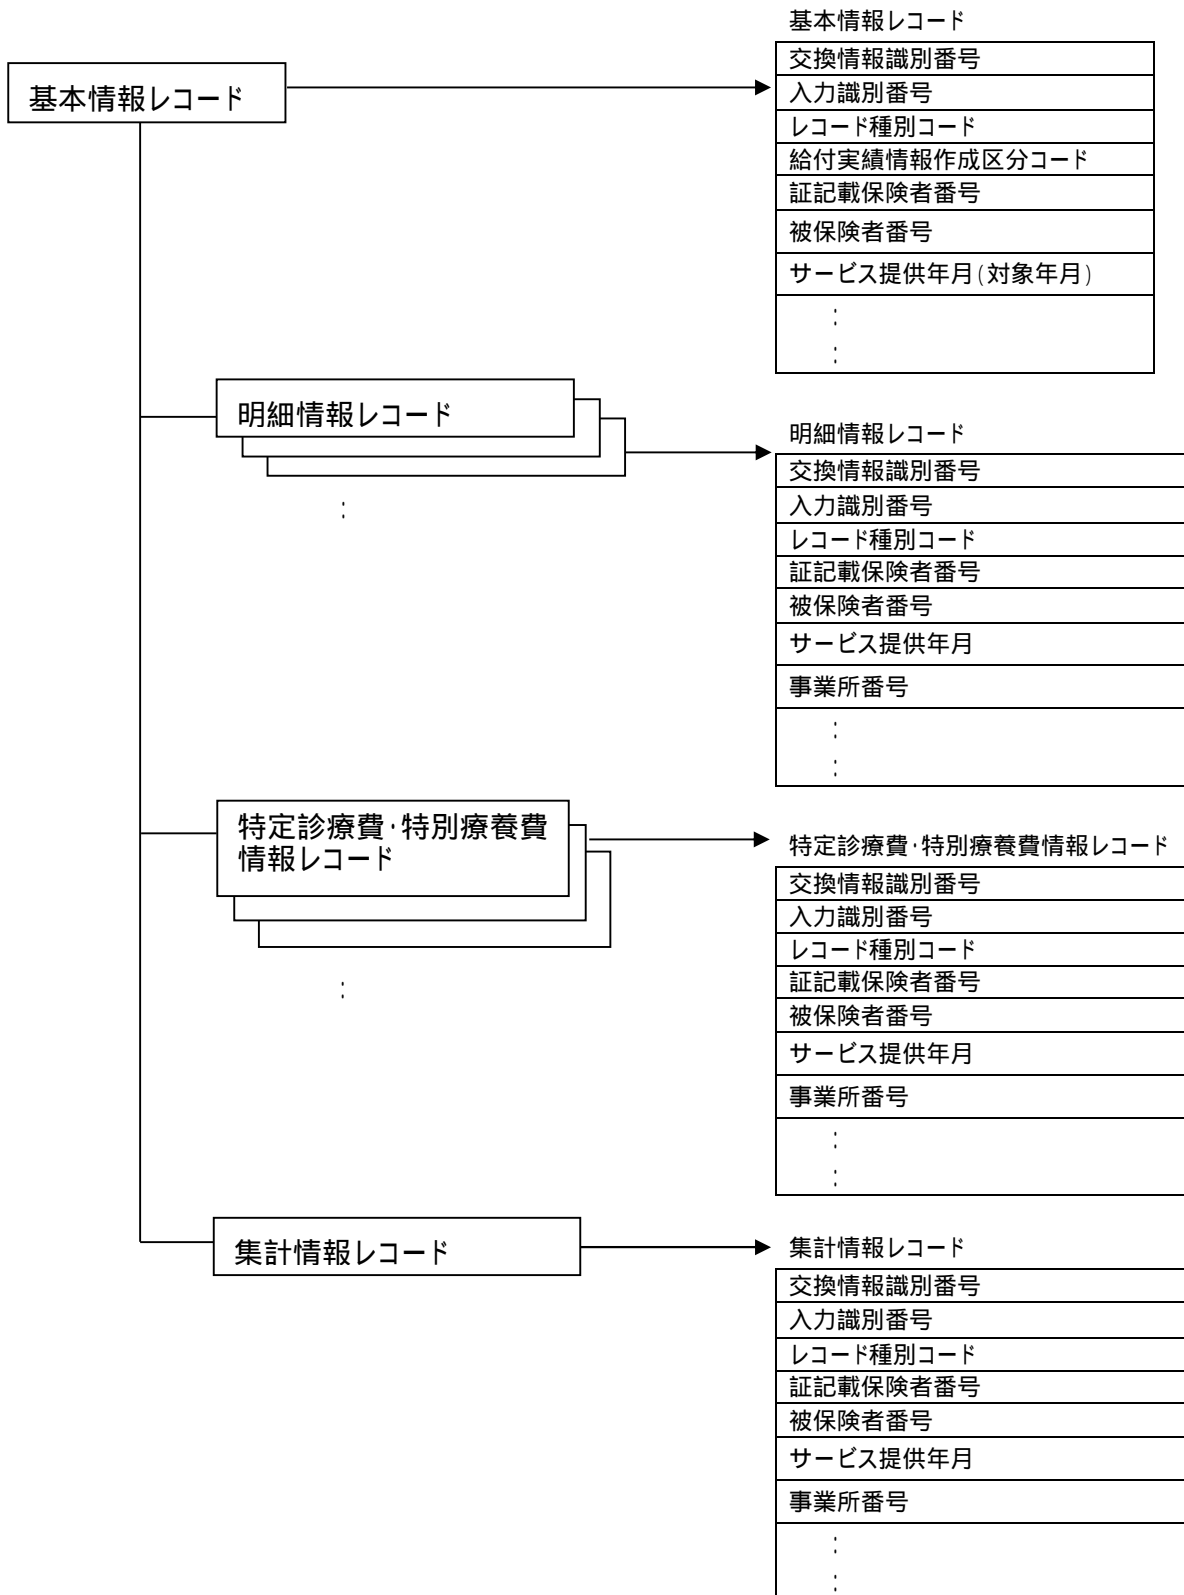 基本情報レコード
基本情報レコード
交換情報識別番号
入力識別番号
レコード種別コード
給付実績情報作成区分コード
証記載保険者番号
被保険者番号
サービス提供年月(対象年月)
:
:
明細情報レコード
:
明細情報レコード
交換情報識別番号
入力識別番号
レコード種別コード
証記載保険者番号
被保険者番号
サービス提供年月
事業所番号
:
:
特定診療費・特別療養費
情報レコード
:
特定診療費・特別療養費情報レコード
交換情報識別番号
入力識別番号
レコード種別コード
証記載保険者番号
被保険者番号
サービス提供年月
事業所番号
:
:
集計情報レコード
集計情報レコード
交換情報識別番号
入力識別番号
レコード種別コード
証記載保険者番号
被保険者番号
サービス提供年月
事業所番号
:
: